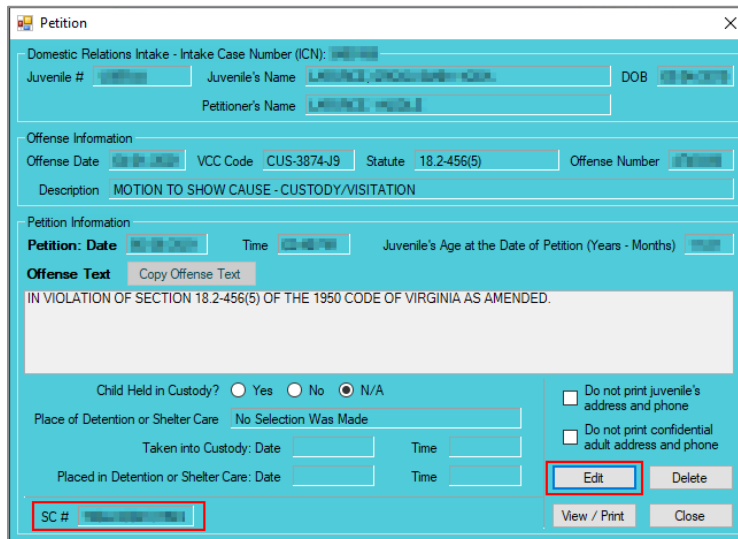 Petition
Domestic Relations Intake - Intake Case Number (ICN):
Juvenile # Juvenile's Name DOB
Petitioner's Name
Offense Information
Offense Date VCC Code CUS-3874-J9 Statute 18.2-456(5) Offense Number
Description MOTION TO SHOW CAUSE - CUSTODY/VISITATION
Petition Information
Petition: Date Time Juvenile's Age at the Date of Petition (Years - Months)
Offense Text Copy Offense Text
IN VIOLATION OF SECTION 18.2-456(5) OF THE 1950 CODE OF VIRGINIA AS AMENDED.
Child Held in Custody? Yes No N/A
Do not print juvenile's
address and phone
Place of Detention or Shelter Care No Selection Was Made
Do not print confidential
adult address and phone
Taken into Custody: Date Time
Placed in Detention or Shelter Care: Date Time
Edit Delete
SC #
View / Print Close